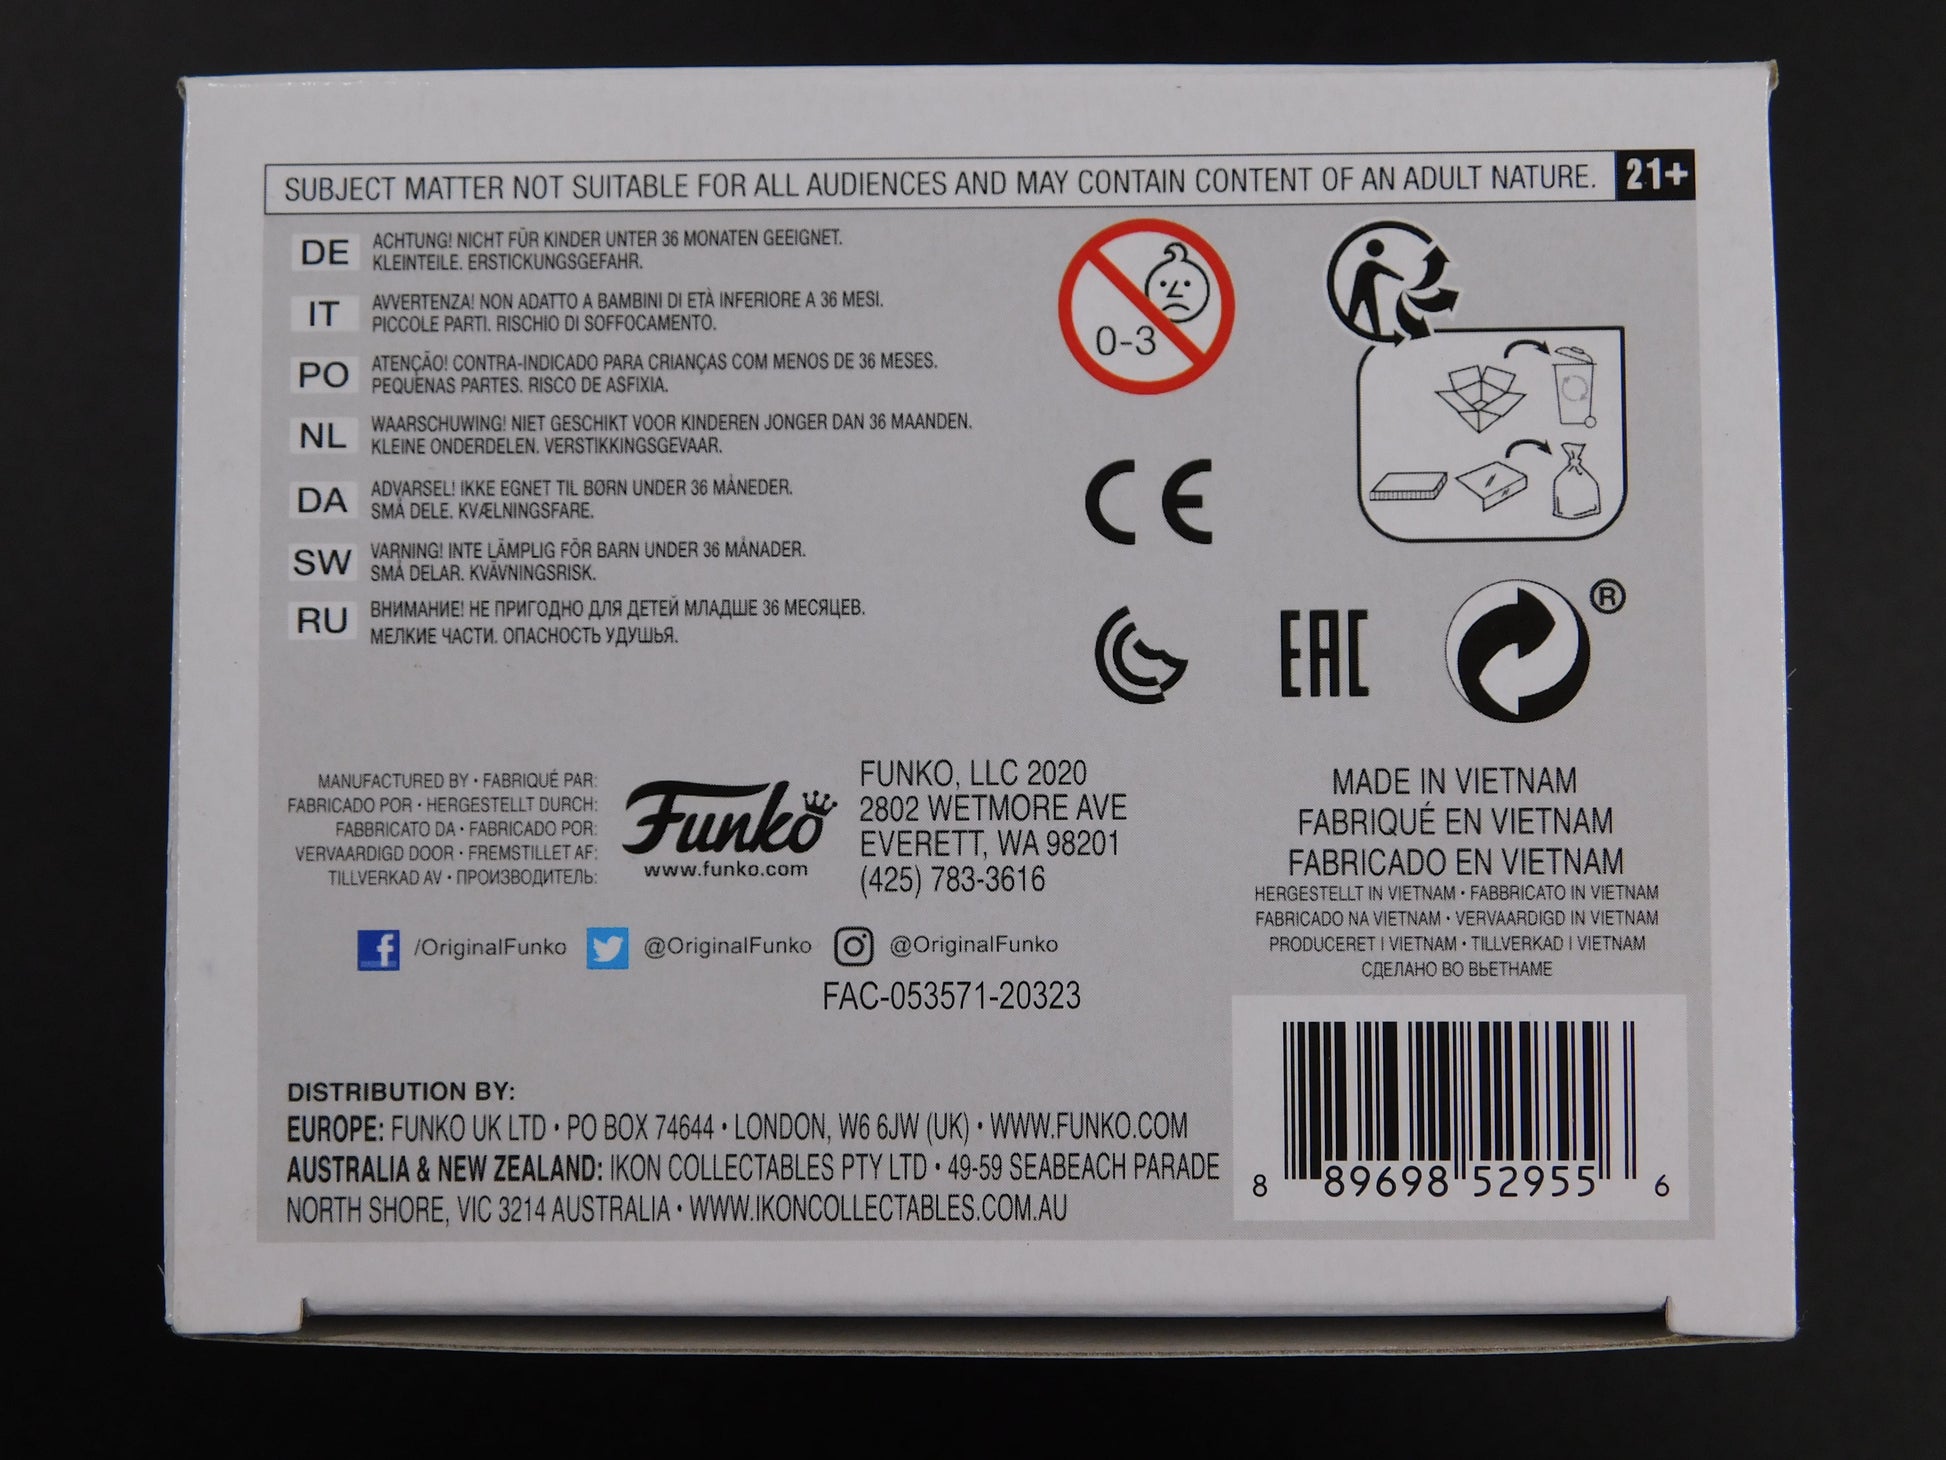 SUBJECT MATTER NOT SUITABLE FOR ALL AUDIENCES AND MAY CONTAIN CONTENT OF AN ADULT NATURE. 21+
DE ACHTUNG! NICHT FÜR KINDER UNTER 36 MONATEN GEEIGNET.
KLEINTEILE. ERSTICKUNGSGEFAHR.
IT AVVERTENZA! NON ADATTO A BAMBINI DI ETÀ INFERIORE A 36 MESI.
PICCOLE PARTI. RISCHIO DI SOFFOCAMENTO.
PO ATENÇÃO! CONTRA-INDICADO PARA CRIANÇAS COM MENOS DE 36 MESES.
PEQUENAS PARTES. RISCO DE ASFIXIA.
NL WAARSCHUWING! NIET GESCHIKT VOOR KINDEREN JONGER DAN 36 MAANDEN.
KLEINE ONDERDELEN. VERSTIKKINGSGEVAAR.
DA ADVARSEL! IKKE EGNET TIL BØRN UNDER 36 MÅNEDER.
SMÅ DELE. KVÆLNINGSFARE.
SW VARNING! INTE LÄMPLIG FÖR BARN UNDER 36 MÅNADER.
SMÅ DELAR. KVÄVNINGSRISK.
RU ВНИМАНИЕ! НЕ ПРИГОДНО ДЛЯ ДЕТЕЙ МЛАДШЕ 36 МЕСЯЦЕВ.
МЕЛКИЕ ЧАСТИ. ОПАСНОСТЬ УДУШЬЯ.
0-3
CE
EAC
®
MANUFACTURED BY • FABRIQUÉ PAR:
FABRICADO POR • HERGESTELLT DURCH:
FABBRICATO DA • FABRICADO POR:
VERVAARDIGD DOOR • FREMSTILLET AF:
TILLVERKAD AV • ПРОИЗВОДИТЕЛЬ:
Funko
www.funko.com
FUNKO, LLC 2020
2802 WETMORE AVE
EVERETT, WA 98201
(425) 783-3616
/OriginalFunko @OriginalFunko @OriginalFunko
FAC-053571-20323
MADE IN VIETNAM
FABRIQUÉ EN VIETNAM
FABRICADO EN VIETNAM
HERGESTELLT IN VIETNAM • FABBRICATO IN VIETNAM
FABRICADO NA VIETNAM • VERVAARDIGD IN VIETNAM
PRODUCERET I VIETNAM • TILLVERKAD I VIETNAM
СДЕЛАНО ВО ВЬЕТНАМЕ
DISTRIBUTION BY:
EUROPE: FUNKO UK LTD • PO BOX 74644 • LONDON, W6 6JW (UK) • WWW.FUNKO.COM
AUSTRALIA & NEW ZEALAND: IKON COLLECTABLES PTY LTD • 49-59 SEABEACH PARADE
NORTH SHORE, VIC 3214 AUSTRALIA • WWW.IKONCOLLECTABLES.COM.AU
8 89698 52955 6